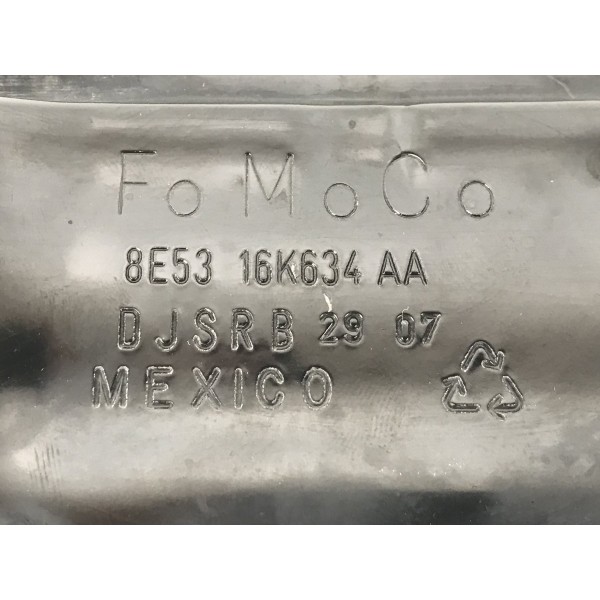 FoMoCo
8E53 16K634 AA
DJSRB 29 07
MEXICO